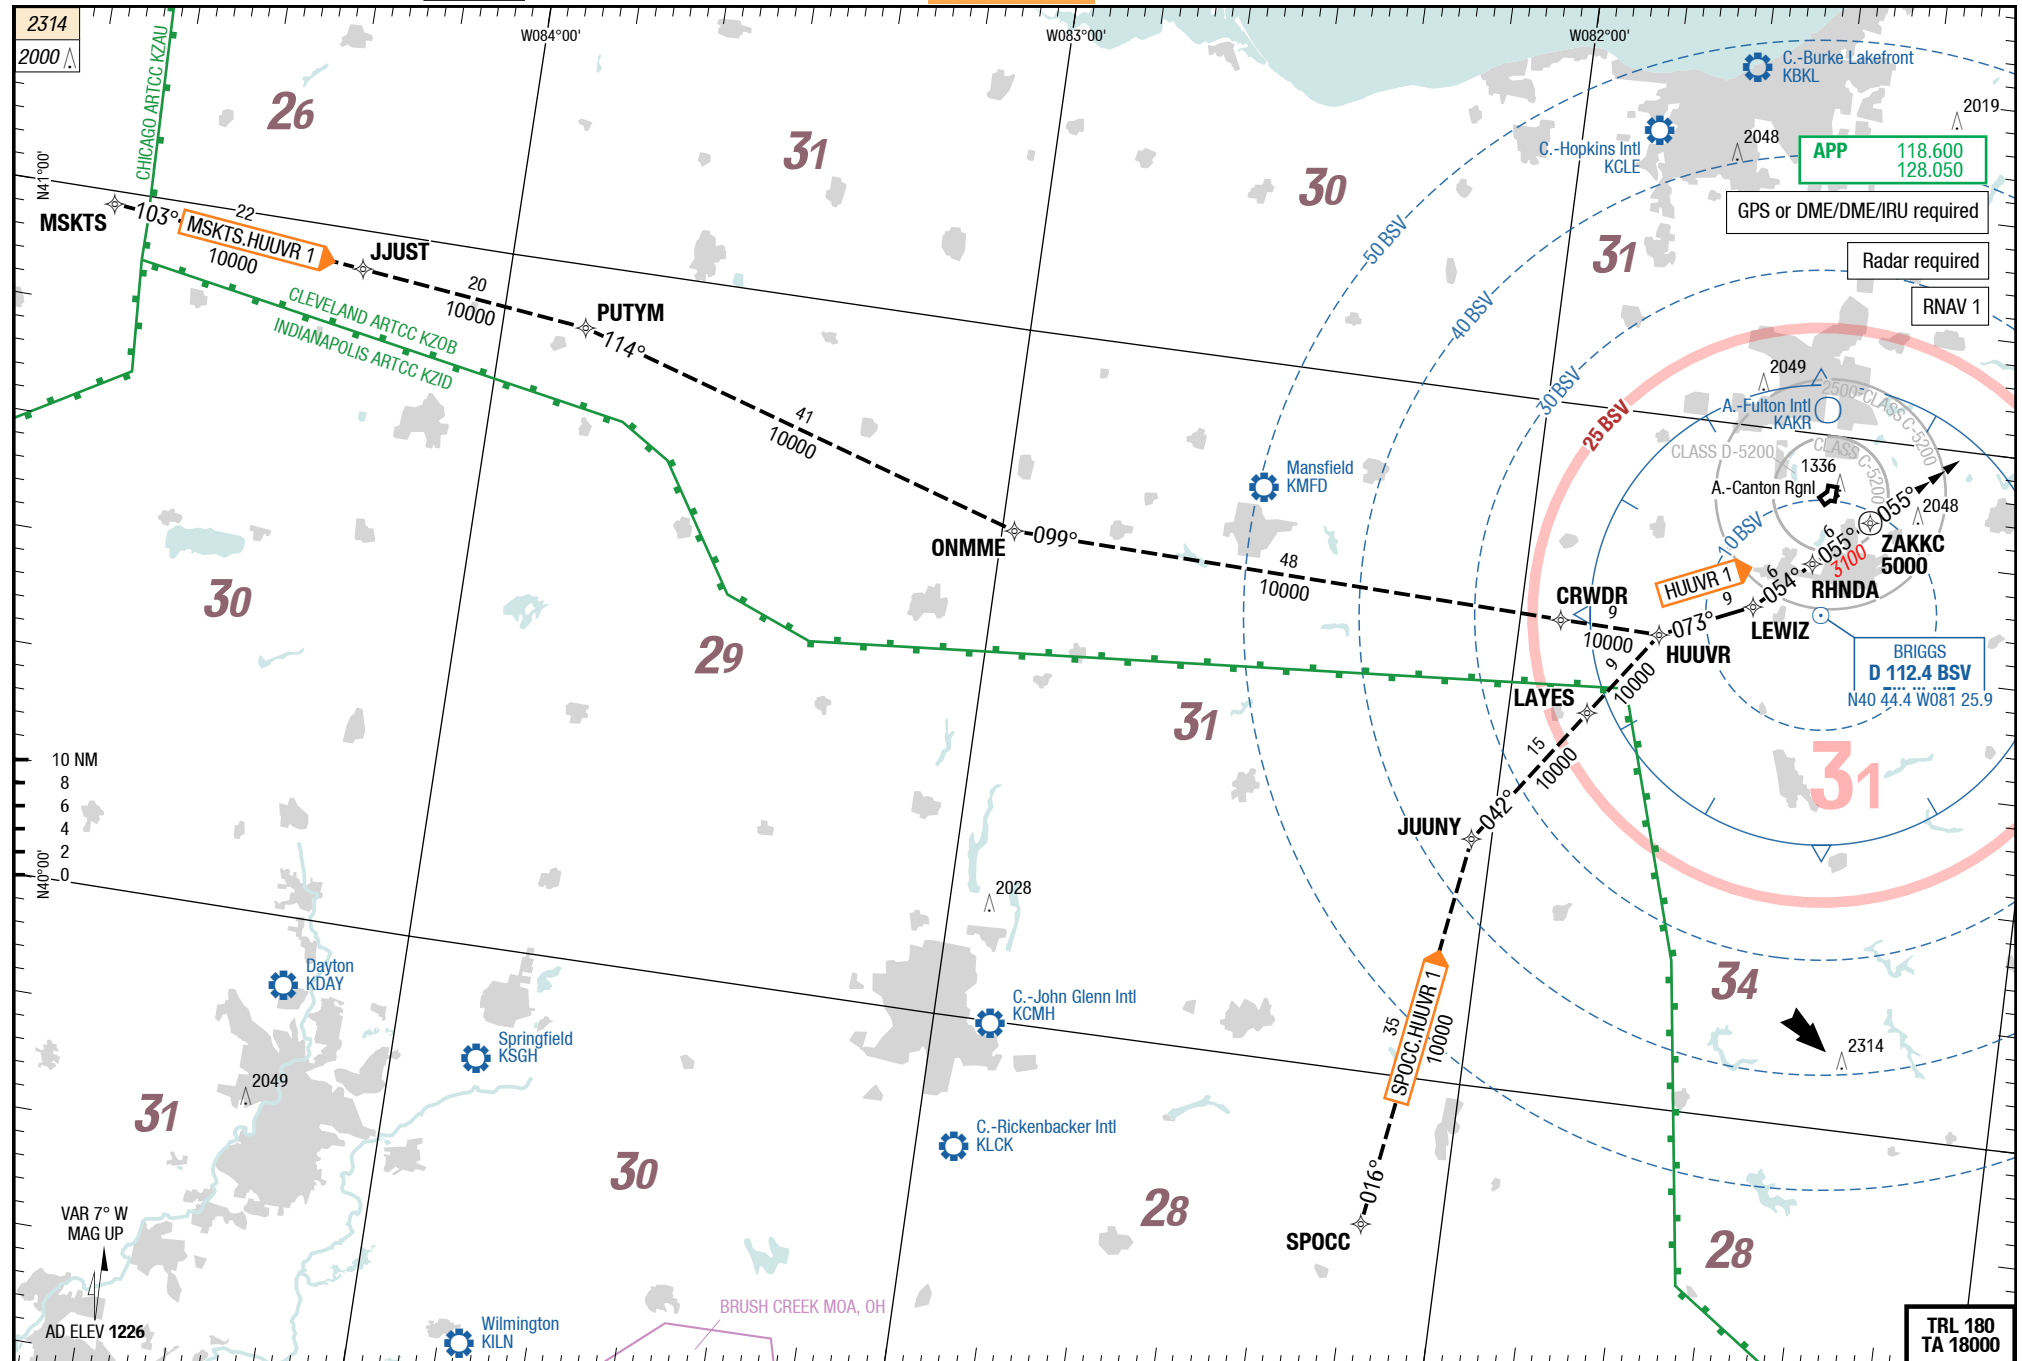 2314
2000
W084°00'
W083°00'
W082°00'
CHICAGO ARTCC KZAU
C.-Burke Lakefront
KBKL
26
31
30
31
2019
2048
C.-Hopkins Intl
KCLE
APP 118.600
128.050
GPS or DME/DME/IRU required
Radar required
RNAV 1
N41°00'
MSKTS
103°
22
MSKTS.HUUVR 1
10000
JJUST
20
10000
PUTYM
114°
CLEVELAND ARTCC KZOB
INDIANAPOLIS ARTCC KZID
50 BSV
40 BSV
30 BSV
25 BSV
10 BSV
41
10000
2049
A.-Fulton Intl
KAKR
2500-CLASS C-5200
CLASS D-5200
CLASS C-5200
1336
A.-Canton Rgnl
Mansfield
KMFD
ONMME
099°
48
10000
055°
2048
ZAKKC
5000
6
055°
3100
RHNDA
HUUVR 1
6
054°
CRWDR
9
10000
073°
9
LEWIZ
HUUVR
30
29
31
BRIGGS
D 112.4 BSV
N40 44.4 W081 25.9
LAYES
9
10000
15
10000
31
10 NM
8
6
4
2
0
N40°00'
JUUNY
042°
2028
Dayton
KDAY
C.-John Glenn Intl
KCMH
34
Springfield
KSGH
35
SPOCC.HUUVR 1
10000
2314
2049
31
C.-Rickenbacker Intl
KLCK
30
28
016°
SPOCC
28
VAR 7° W
MAG UP
BRUSH CREEK MOA, OH
AD ELEV 1226
Wilmington
KILN
TRL 180
TA 18000